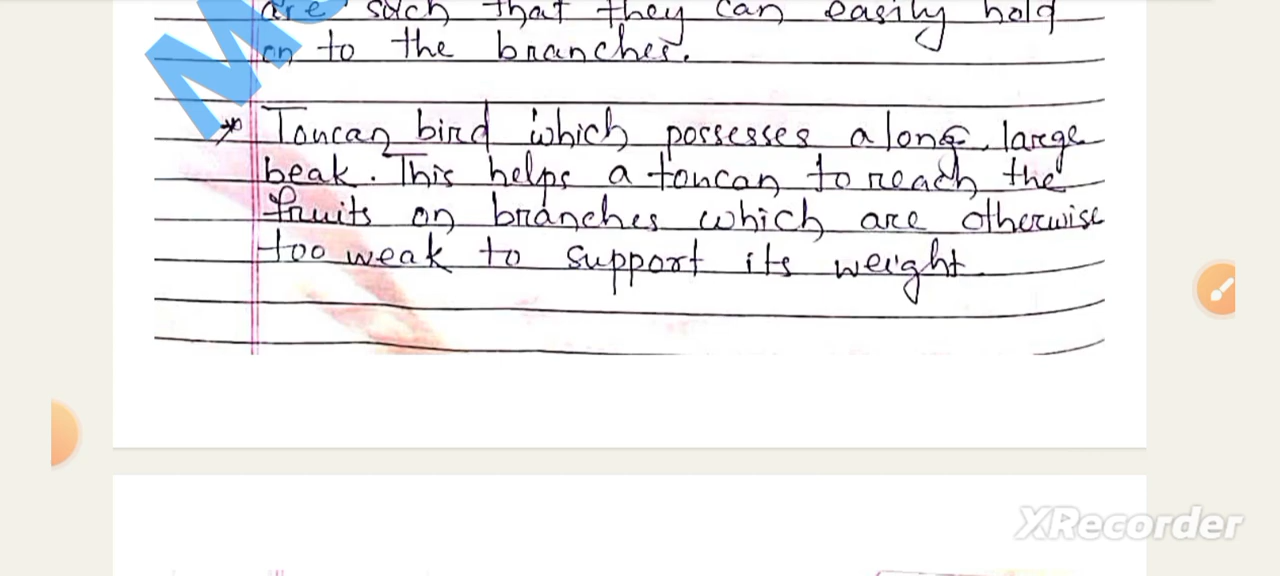 are such that they can easily hold
on to the branches.
* Toucan bird which possesses a long, large
beak. This helps a toucan to reach the
fruits on branches which are otherwise
too weak to support its weight
XRecorder